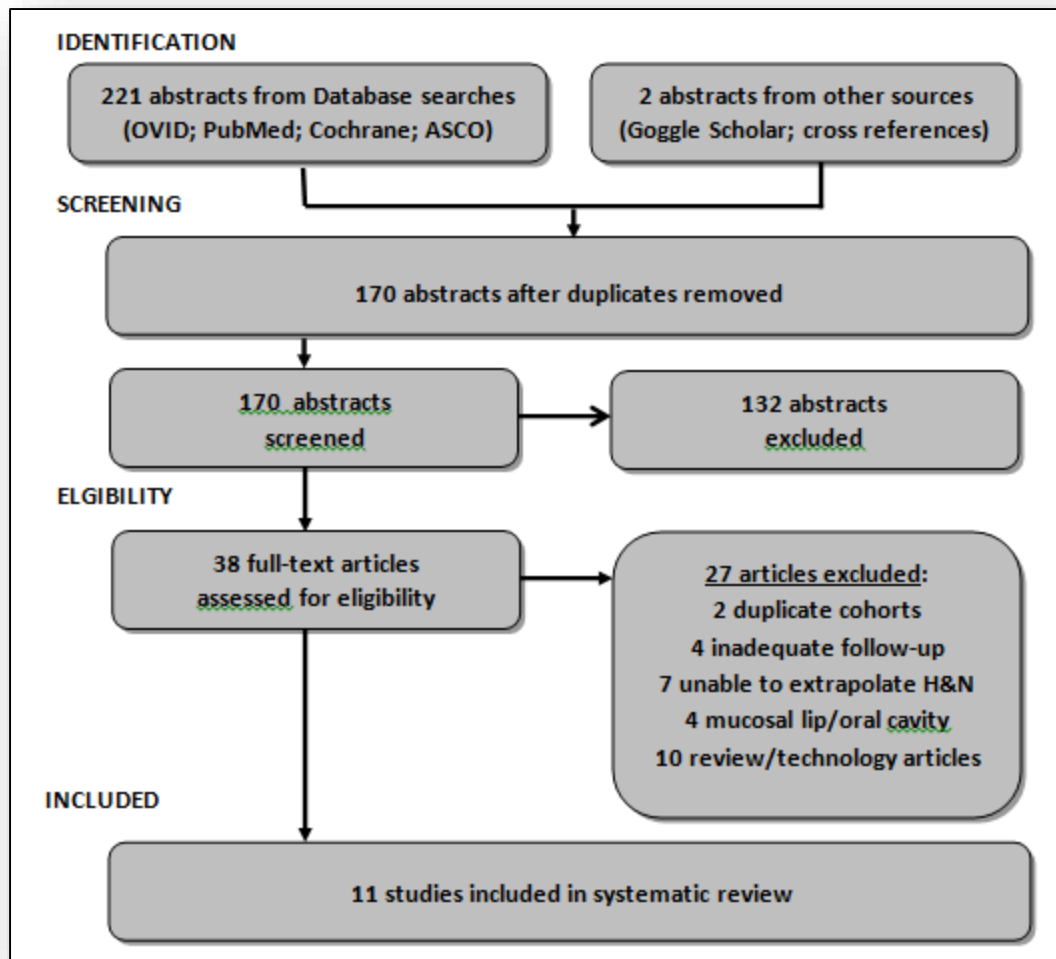 IDENTIFICATION
221 abstracts from Database searches
(OVID; PubMed; Cochrane; ASCO)
2 abstracts from other sources
(Goggle Scholar; cross references)
SCREENING
170 abstracts after duplicates removed
170 abstracts
screened
132 abstracts
excluded
ELGIBILITY
38 full-text articles
assessed for eligibility
27 articles excluded:
2 duplicate cohorts
4 inadequate follow-up
7 unable to extrapolate H&N
4 mucosal lip/oral cavity
10 review/technology articles
INCLUDED
11 studies included in systematic review